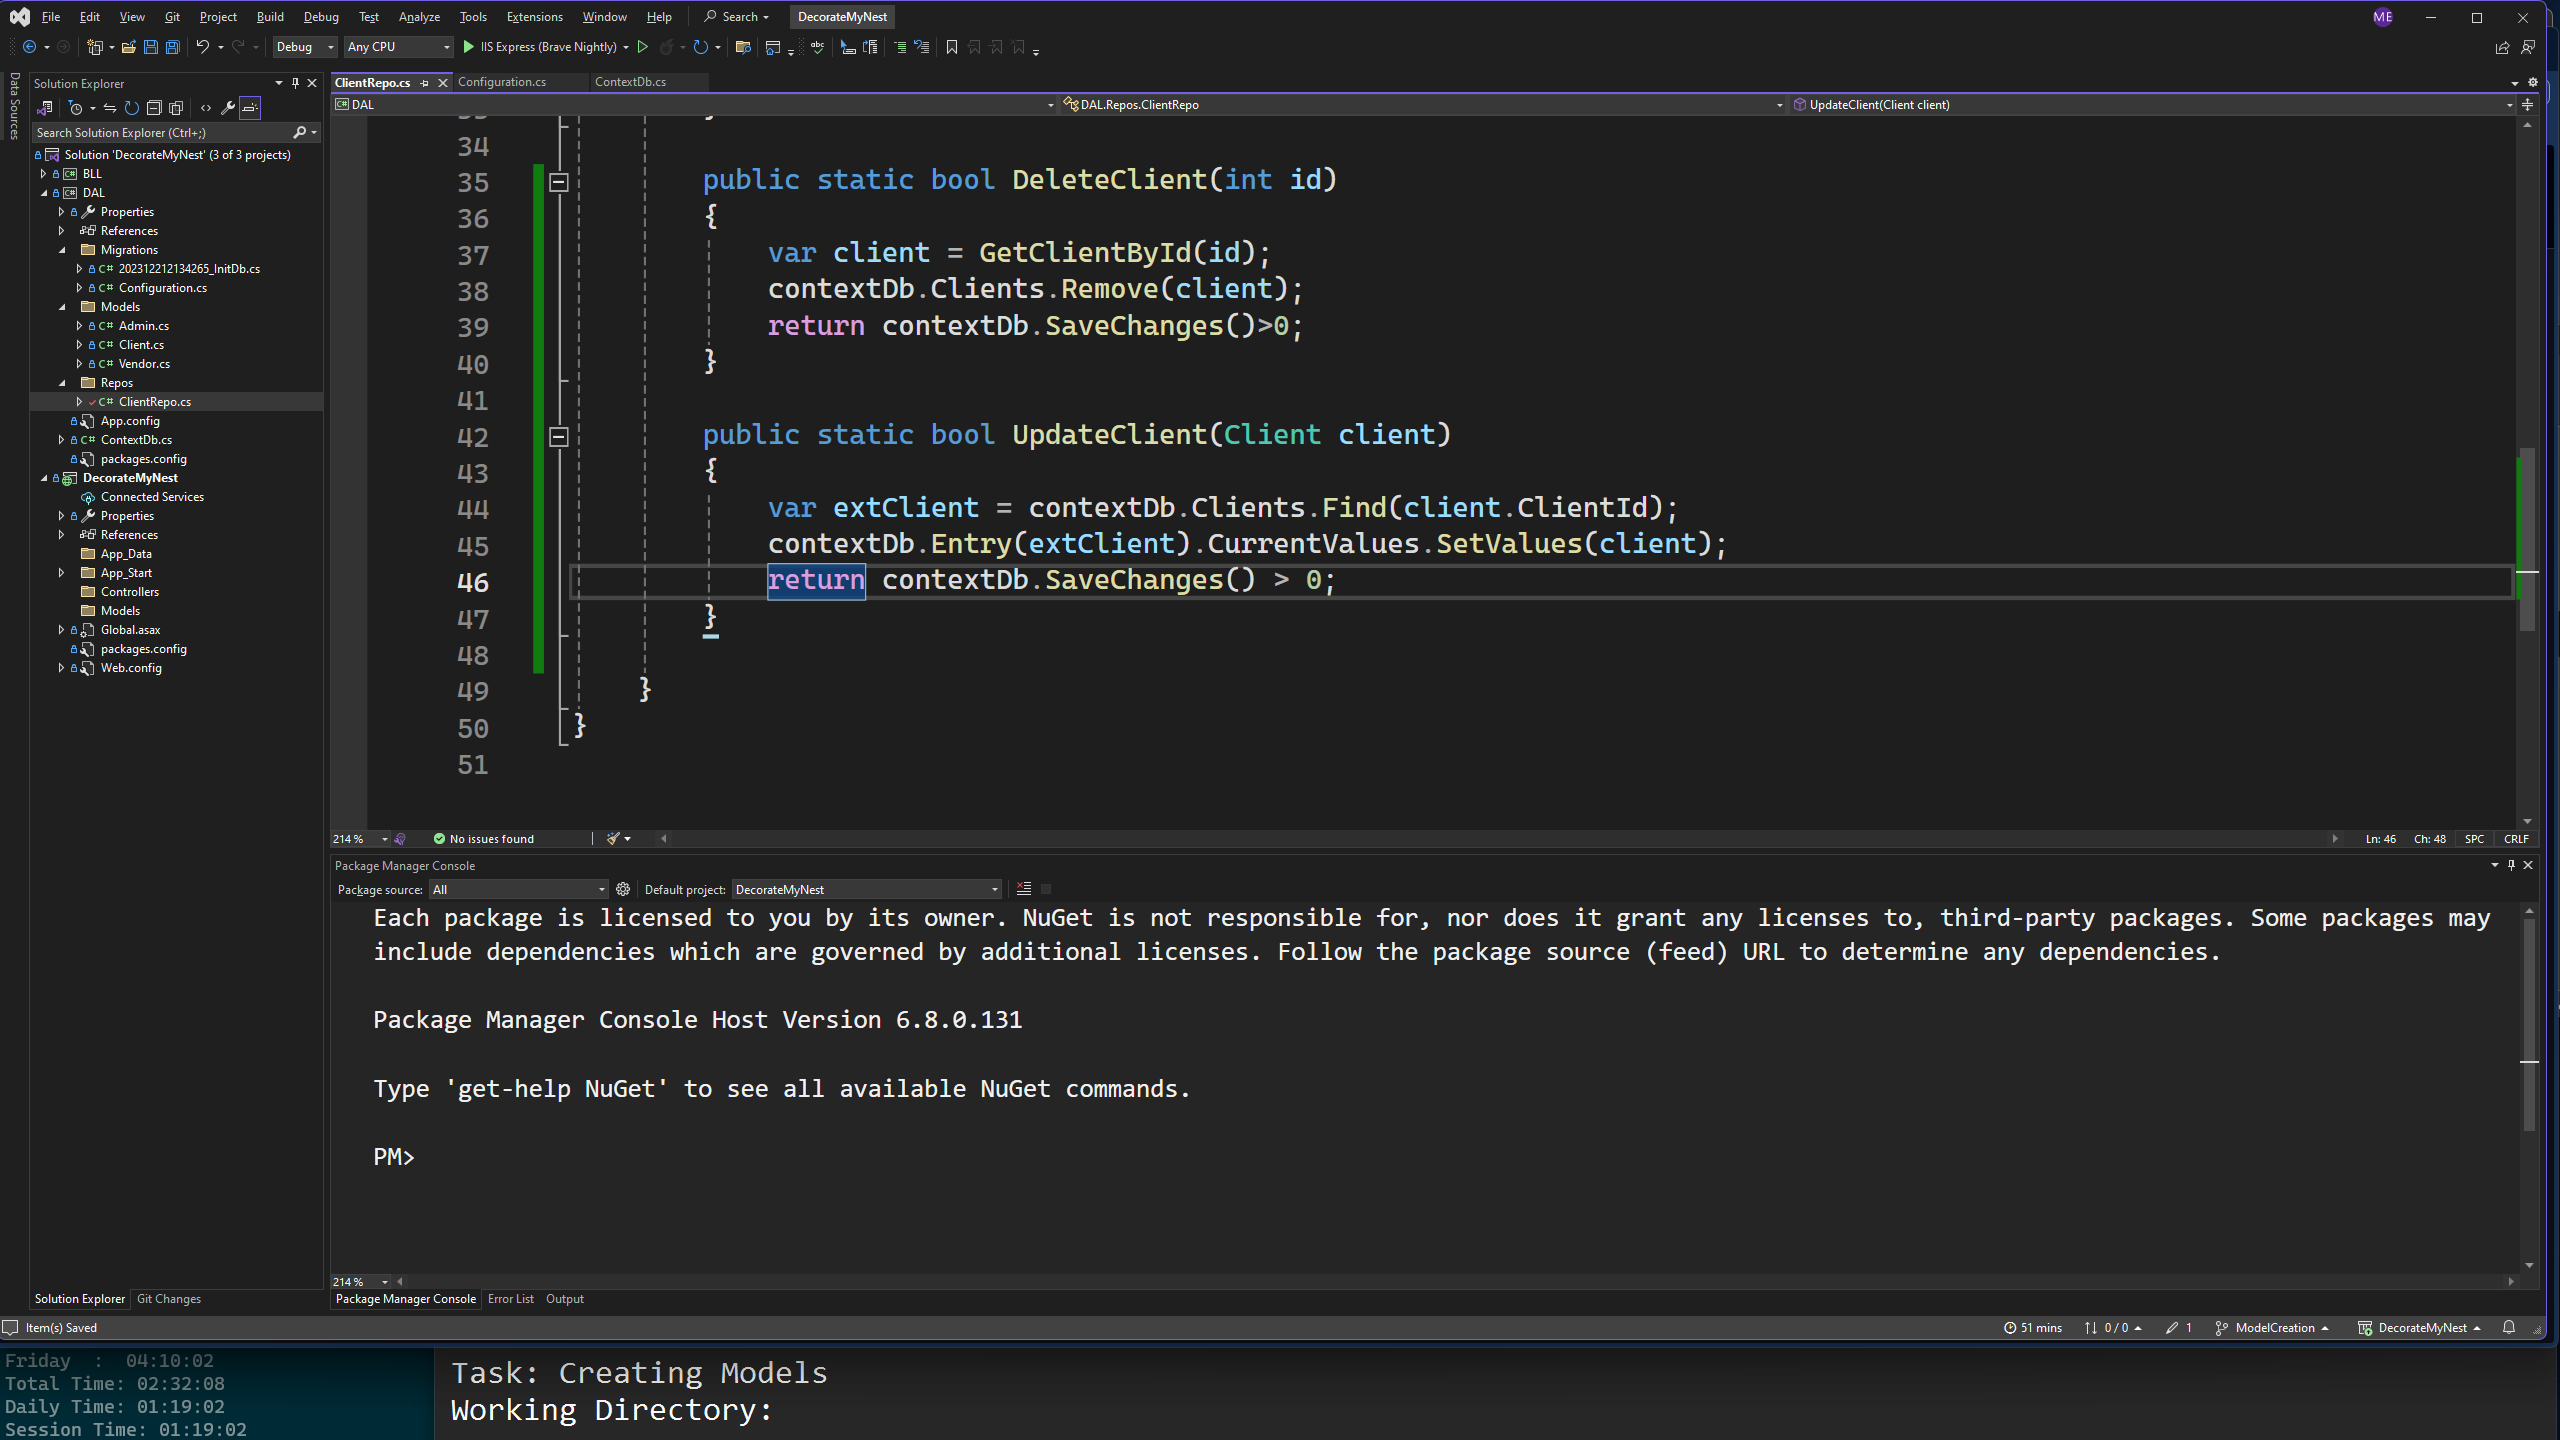 File Edit View Git Project Build Debug Test Analyze Tools Extensions Window Help Search DecorateMyNest ME
Debug Any CPU IIS Express (Brave Nightly)
Data Sources
Solution Explorer
Search Solution Explorer (Ctrl+;)
Solution 'DecorateMyNest' (3 of 3 projects)
BLL
DAL
Properties
References
Migrations
C# 202312212134265_InitDb.cs
C# Configuration.cs
Models
C# Admin.cs
C# Client.cs
C# Vendor.cs
Repos
C# ClientRepo.cs
App.config
C# ContextDb.cs
packages.config
DecorateMyNest
Connected Services
Properties
References
App_Data
App_Start
Controllers
Models
Global.asax
packages.config
Web.config
Solution Explorer Git Changes
ClientRepo.cs Configuration.cs ContextDb.cs
DAL DAL.Repos.ClientRepo UpdateClient(Client client)
34
35 public static bool DeleteClient(int id)
36 {
37 var client = GetClientById(id);
38 contextDb.Clients.Remove(client);
39 return contextDb.SaveChanges()>0;
40 }
41
42 public static bool UpdateClient(Client client)
43 {
44 var extClient = contextDb.Clients.Find(client.ClientId);
45 contextDb.Entry(extClient).CurrentValues.SetValues(client);
46 return contextDb.SaveChanges() > 0;
47 }
48
49 }
50 }
51
214 % No issues found Ln: 46 Ch: 48 SPC CRLF
Package Manager Console
Package source: All Default project: DecorateMyNest
Each package is licensed to you by its owner. NuGet is not responsible for, nor does it grant any licenses to, third-party packages. Some packages may
include dependencies which are governed by additional licenses. Follow the package source (feed) URL to determine any dependencies.
Package Manager Console Host Version 6.8.0.131
Type 'get-help NuGet' to see all available NuGet commands.
PM>
214 %
Package Manager Console Error List Output
Item(s) Saved 51 mins 0 / 0 1 ModelCreation DecorateMyNest
Friday : 04:10:02
Total Time: 02:32:08
Daily Time: 01:19:02
Session Time: 01:19:02
Task: Creating Models
Working Directory: